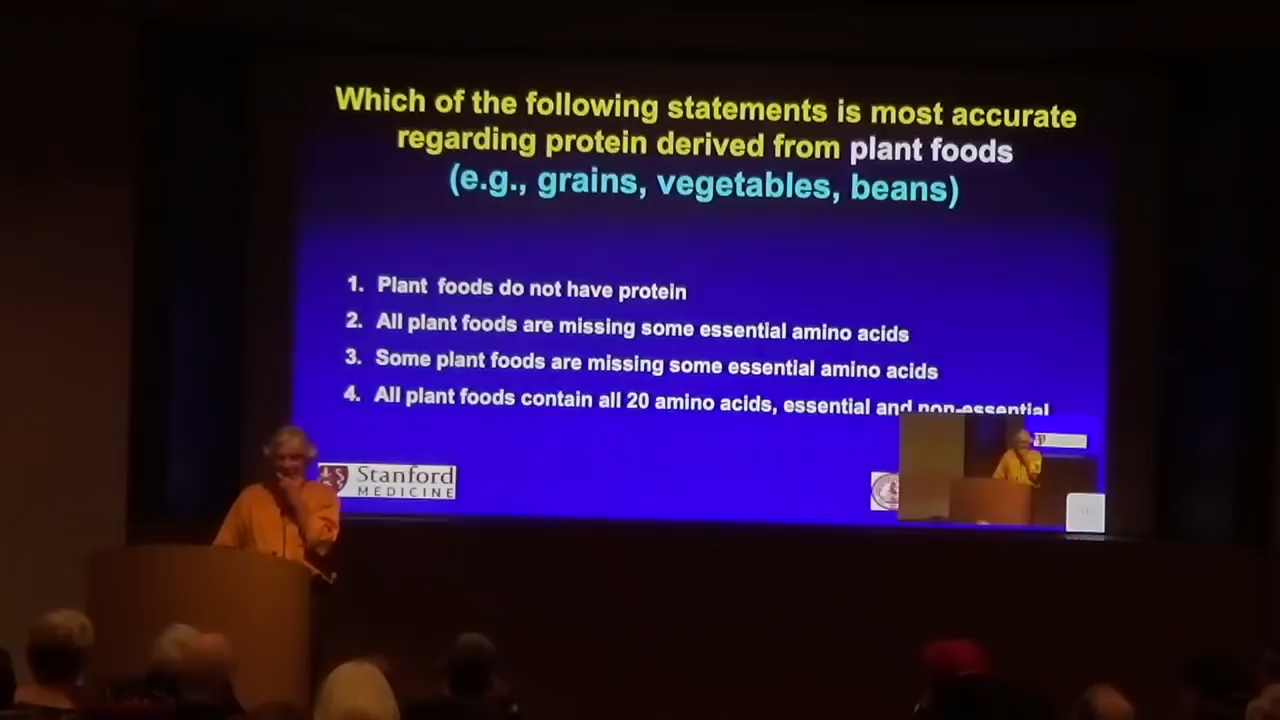 Which of the following statements is most accurate
regarding protein derived from plant foods
(e.g., grains, vegetables, beans)
1. Plant foods do not have protein
2. All plant foods are missing some essential amino acids
3. Some plant foods are missing some essential amino acids
4. All plant foods contain all 20 amino acids, essential and non-essential
Stanford
MEDICINE